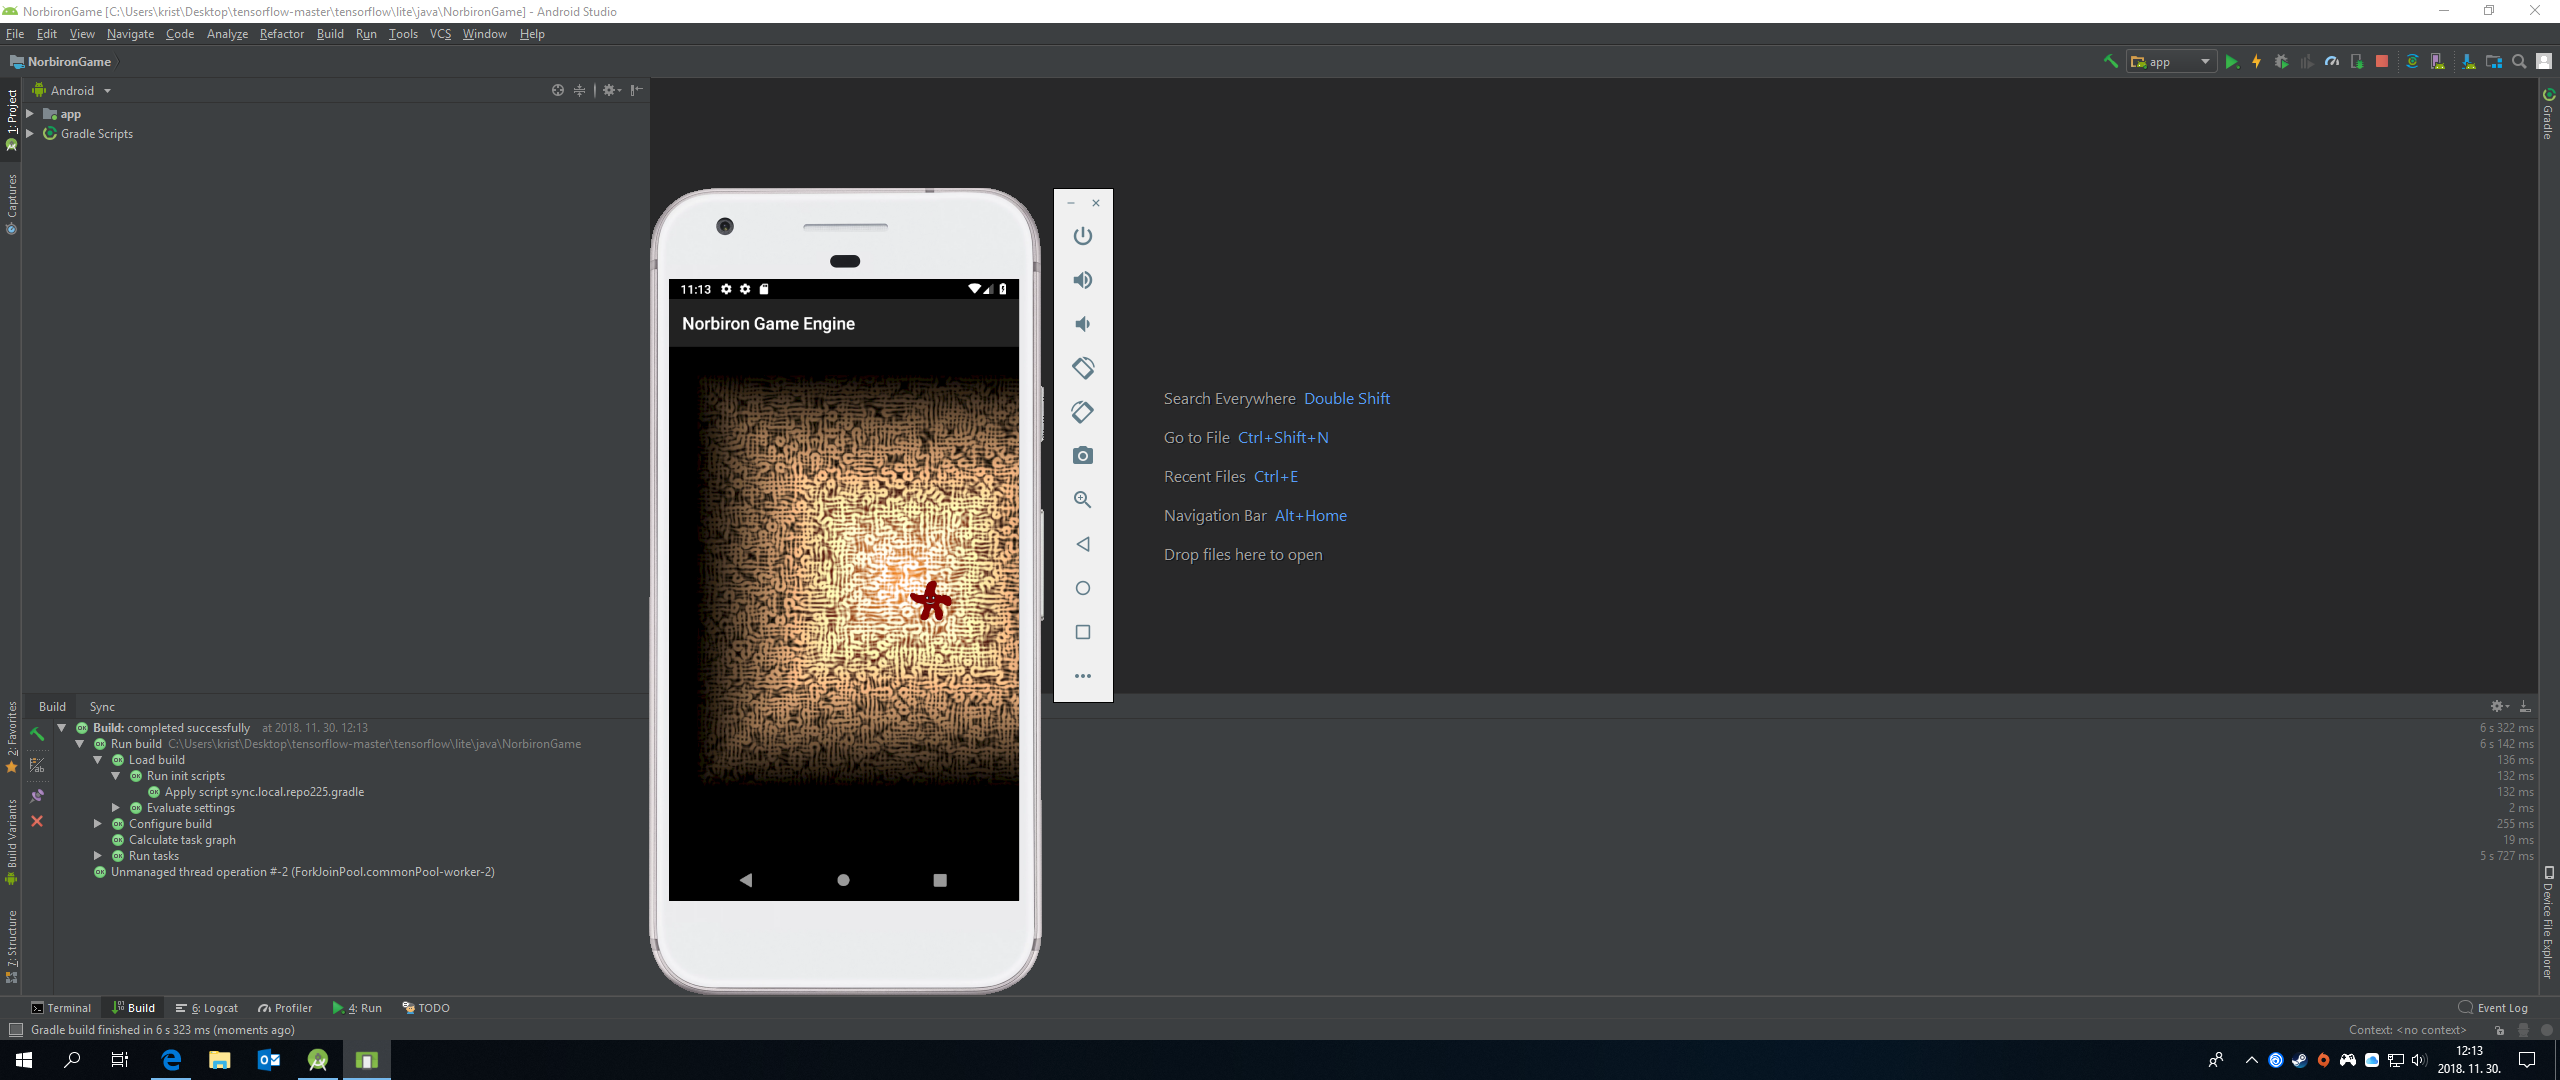 NorbironGame [C:\Users\krist\Desktop\tensorflow-master\tensorflow\lite\java\NorbironGame] - Android Studio
File Edit View Navigate Code Analyze Refactor Build Run Tools VCS Window Help
NorbironGame
app
Android
app
Gradle Scripts
1: Project
Captures
2: Favorites
Build Variants
7: Structure
11:13
Norbiron Game Engine
Search Everywhere Double Shift
Go to File Ctrl+Shift+N
Recent Files Ctrl+E
Navigation Bar Alt+Home
Drop files here to open
Gradle
Device File Explorer
Build Sync
Build: completed successfully at 2018. 11. 30. 12:13 6 s 322 ms
Run build C:\Users\krist\Desktop\tensorflow-master\tensorflow\lite\java\NorbironGame 6 s 142 ms
Load build 136 ms
Run init scripts 132 ms
Apply script sync.local.repo225.gradle 132 ms
Evaluate settings 2 ms
Configure build 255 ms
Calculate task graph 19 ms
Run tasks 5 s 727 ms
Unmanaged thread operation #-2 (ForkJoinPool.commonPool-worker-2)
Terminal Build 6: Logcat Profiler 4: Run TODO Event Log
Gradle build finished in 6 s 323 ms (moments ago) Context: <no context>
12:13
2018. 11. 30.